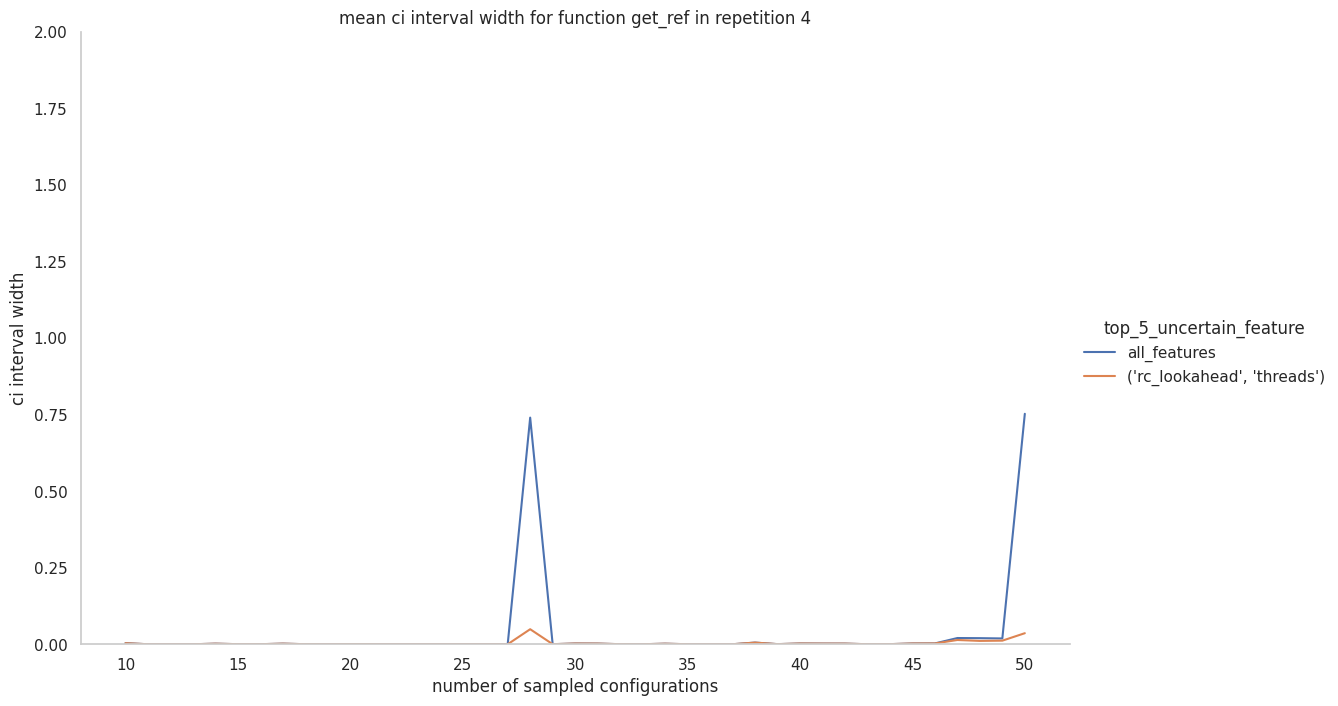 mean ci interval width for function get_ref in repetition 4
2.00
1.75
1.50
1.25
1.00
0.75
0.50
0.25
0.00
ci interval width
10 15 20 25 30 35 40 45 50
number of sampled configurations
top_5_uncertain_feature
all_features
('rc_lookahead', 'threads')